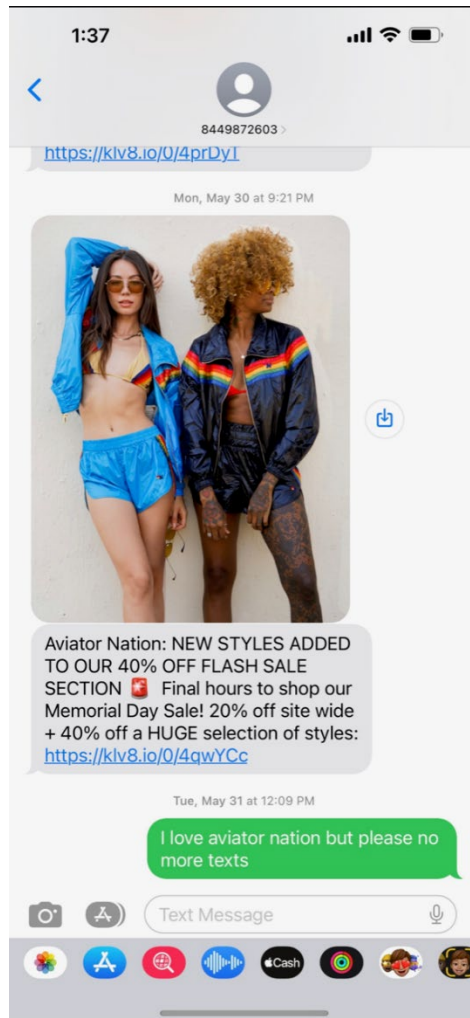 1:37
8449872603
https://klv8.io/0/4prDyT
Mon, May 30 at 9:21 PM
Aviator Nation: NEW STYLES ADDED
TO OUR 40% OFF FLASH SALE
SECTION 🚨 Final hours to shop our
Memorial Day Sale! 20% off site wide
+ 40% off a HUGE selection of styles:
https://klv8.io/0/4qwYCc
Tue, May 31 at 12:09 PM
I love aviator nation but please no
more texts
Text Message
Cash